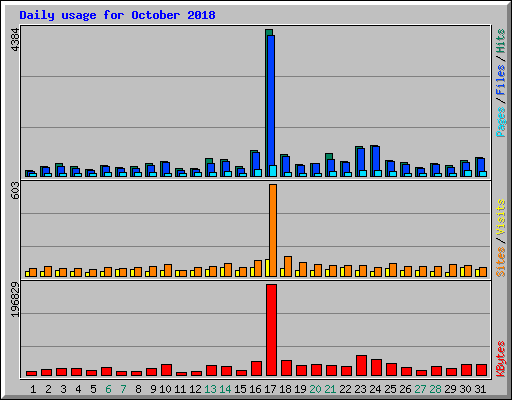 Daily usage for October 2018
4384
Pages / Files / Hits
603
Sites / Visits
196829
KBytes
1 2 3 4 5 6 7 8 9 10 11 12 13 14 15 16 17 18 19 20 21 22 23 24 25 26 27 28 29 30 31